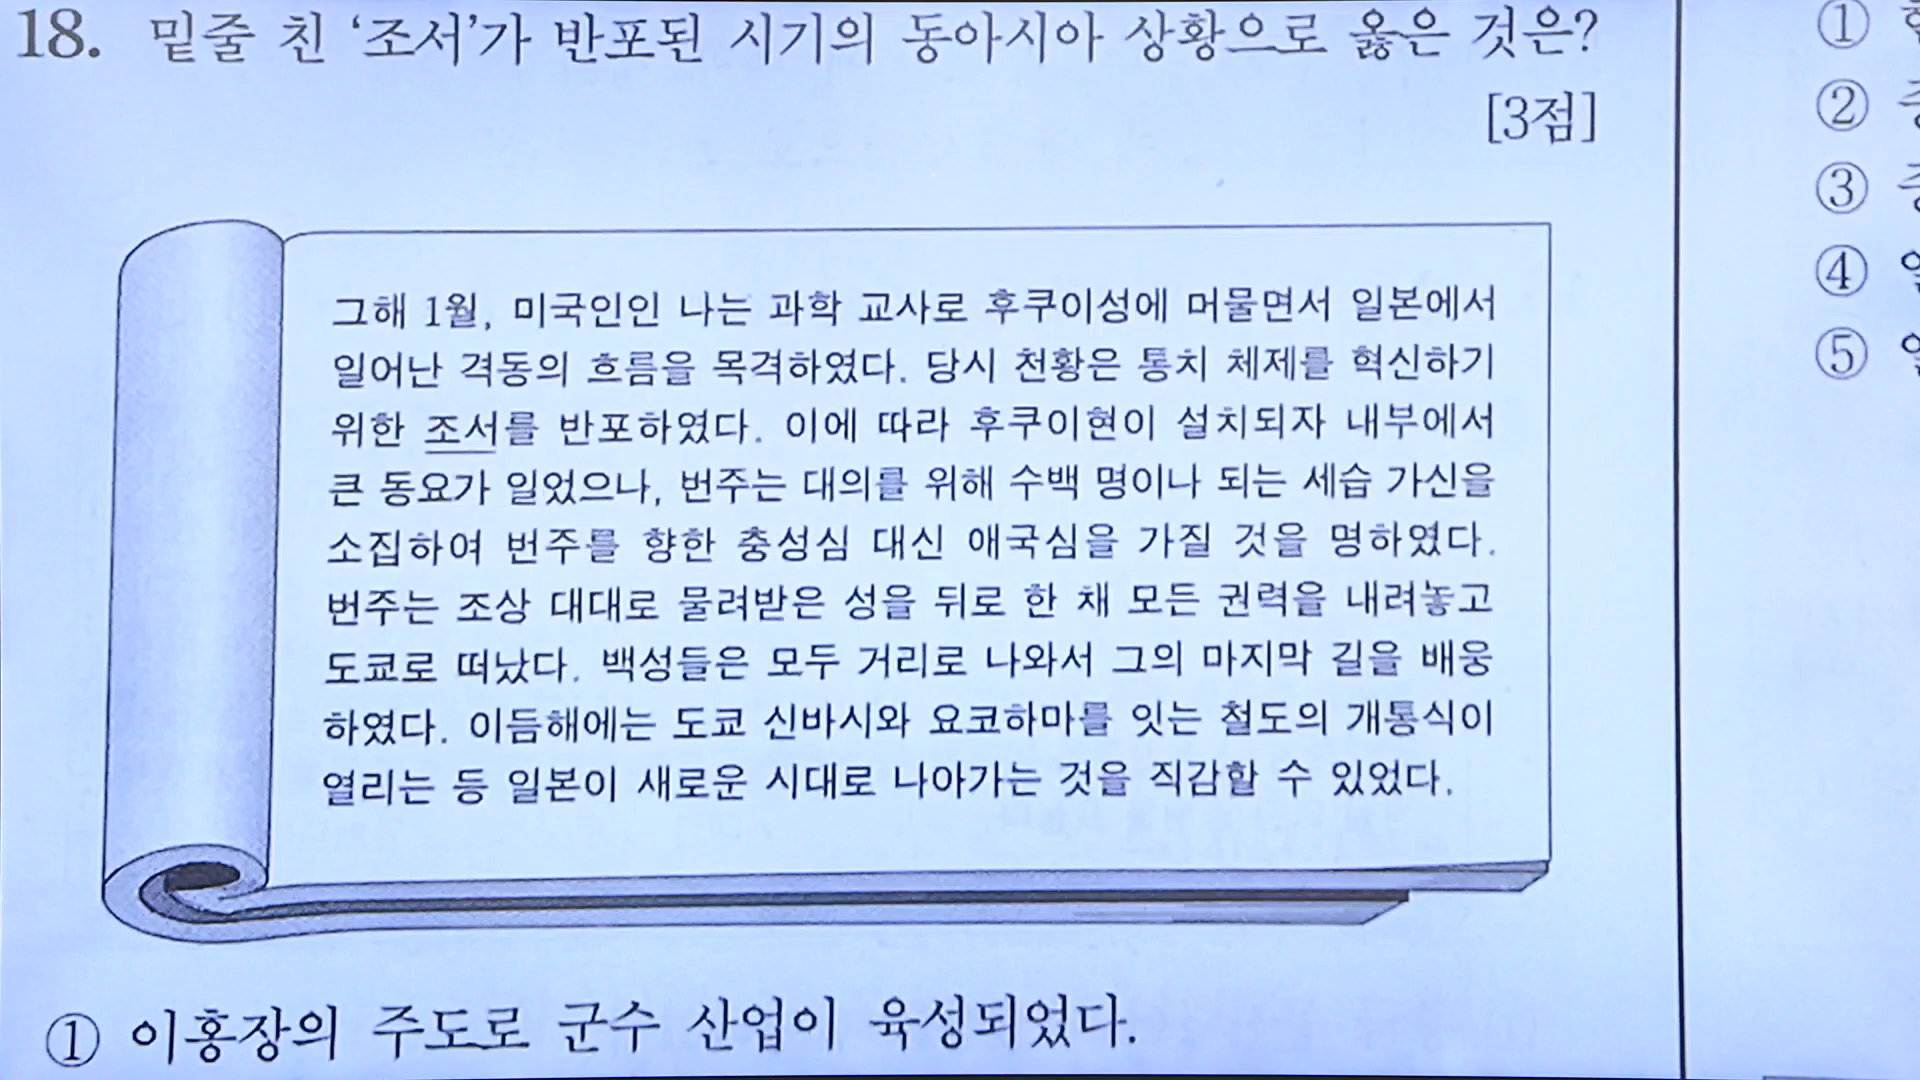 18. 밑줄 친 ‘조서’가 반포된 시기의 동아시아 상황으로 옳은 것은?
[3점]
그해 1월, 미국인인 나는 과학 교사로 후쿠이성에 머물면서 일본에서
일어난 격동의 흐름을 목격하였다. 당시 천황은 통치 체제를 혁신하기
위한 조서를 반포하였다. 이에 따라 후쿠이현이 설치되자 내부에서
큰 동요가 일었으나, 번주는 대의를 위해 수백 명이나 되는 세습 가신을
소집하여 번주를 향한 충성심 대신 애국심을 가질 것을 명하였다.
번주는 조상 대대로 물려받은 성을 뒤로 한 채 모든 권력을 내려놓고
도쿄로 떠났다. 백성들은 모두 거리로 나와서 그의 마지막 길을 배웅
하였다. 이듬해에는 도쿄 신바시와 요코하마를 잇는 철도의 개통식이
열리는 등 일본이 새로운 시대로 나아가는 것을 직감할 수 있었다.
① 이홍장의 주도로 군수 산업이 육성되었다.
①
②
③
④
⑤